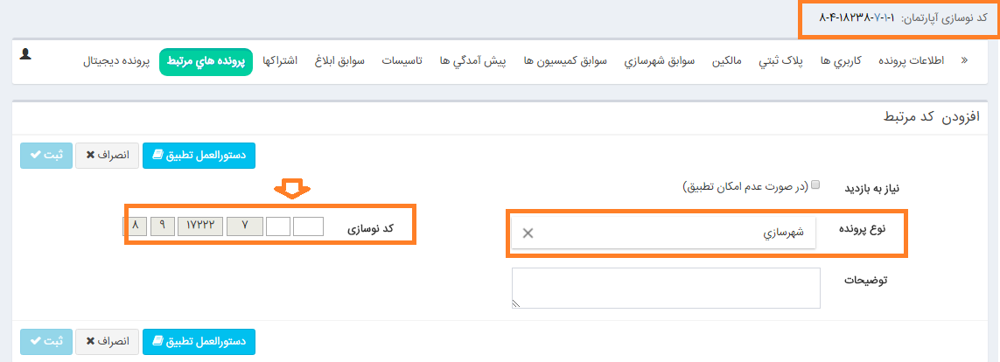 کد نوسازی آپارتمان: ۸-۴-۱۸۲۳۸-۷-۱-۱
» اطلاعات پرونده کاربري ها پلاک ثبتي مالکين سوابق شهرسازي سوابق کميسيون ها پيش آمدگي ها تاسيسات سوابق ابلاغ اشتراکها پرونده هاي مرتبط پرونده ديجيتال
افزودن کد مرتبط
دستورالعمل تطبیق انصراف ثبت
نیاز به بازدید (در صورت عدم امکان تطبیق)
نوع پرونده شهرسازي کد نوسازی ۷ ۱۷۲۲۲ ۹ ۸
توضیحات
دستورالعمل تطبیق انصراف ثبت